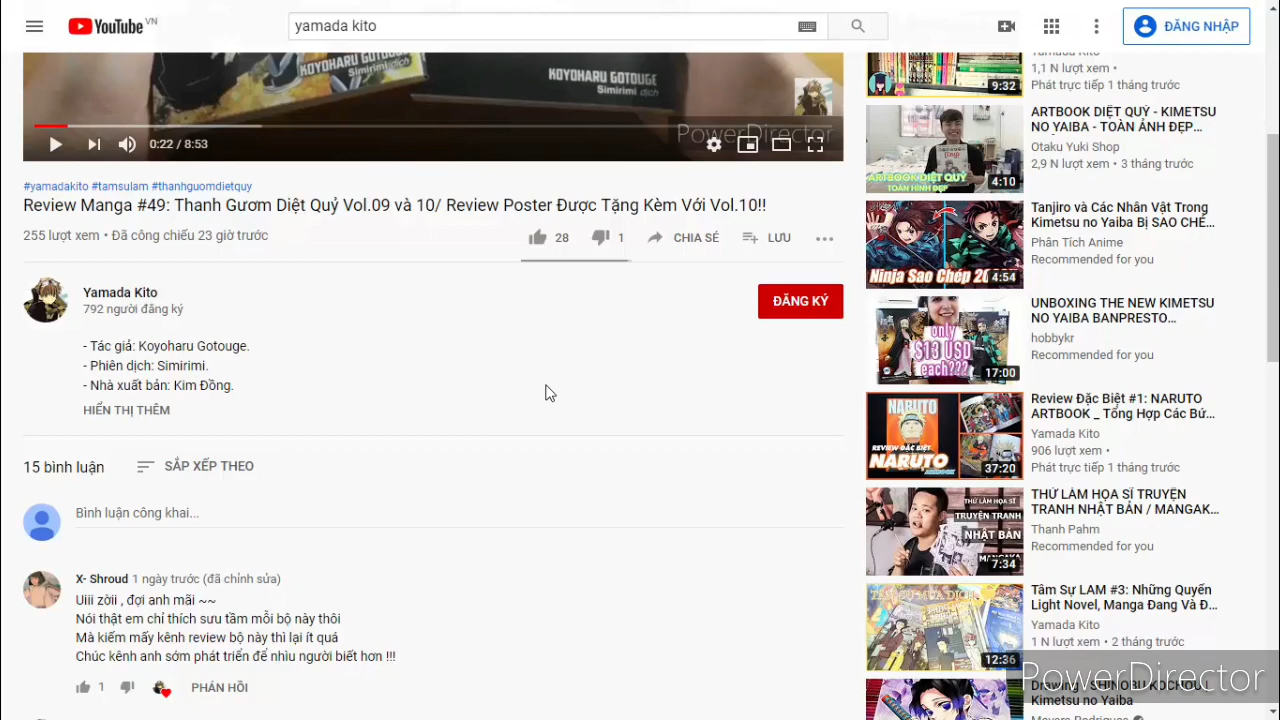 YouTube VN
yamada kito
ĐĂNG NHẬP
Simirimi
HARU GOTOUGE
Simirimi dịch
PowerDirector
0:22 / 8:53
#yamadakito #tamsulam #thanhguomdietquy
Review Manga #49: Thanh Gươm Diệt Quỷ Vol.09 và 10/ Review Poster Được Tặng Kèm Với Vol.10!!
255 lượt xem • Đã công chiếu 23 giờ trước
28
1
CHIA SẺ
LƯU
Yamada Kito
792 người đăng ký
ĐĂNG KÝ
- Tác giả: Koyoharu Gotouge.
- Phiên dịch: Simirimi.
- Nhà xuất bản: Kim Đồng.
HIỂN THỊ THÊM
15 bình luận
SẮP XẾP THEO
Bình luận công khai...
X- Shroud 1 ngày trước (đã chỉnh sửa)
Uiii zòii , đợi anh mãi >.<
Nói thật em chỉ thích sưu tầm mỗi bộ này thôi
Mà kiếm mấy kênh review bộ này thì lại ít quá
Chúc kênh anh sớm phát triển để nhiều người biết hơn !!!
1
PHẢN HỒI
Yamada Kito
1,1 N lượt xem •
Phát trực tiếp 1 tháng trước
9:32
ARTBOOK DIỆT QUỶ - KIMETSU
NO YAIBA - TOÀN ẢNH ĐẸP...
Otaku Yuki Shop
2,9 N lượt xem • 3 tháng trước
ARTBOOK DIỆT QUỶ
TOÀN HÌNH ĐẸP
4:10
Tanjiro và Các Nhân Vật Trong
Kimetsu no Yaiba Bị SAO CHÉP...
Phân Tích Anime
Recommended for you
Ninja Sao Chép
4:54
UNBOXING THE NEW KIMETSU
NO YAIBA BANPRESTO...
hobbykr
Recommended for you
only
$13 USD
each???
17:00
Review Đặc Biệt #1: NARUTO
ARTBOOK _ Tổng Hợp Các Bứ...
Yamada Kito
906 lượt xem •
Phát trực tiếp 1 tháng trước
NARUTO
REVIEW ĐẶC BIỆT
NARUTO
ARTBOOK
37:20
THỬ LÀM HỌA SĨ TRUYỆN
TRANH NHẬT BẢN / MANGAK...
Thanh Pahm
Recommended for you
THỬ LÀM HỌA SĨ
TRUYỆN TRANH
NHẬT BẢN
MANGAKA
7:34
Tâm Sự LAM #3: Những Quyển
Light Novel, Manga Đang Và Đ...
Yamada Kito
1 N lượt xem • 2 tháng trước
12:36
Drawing - SHINOBU KOCHOU |
Kimetsu no Yaiba
Mayara Rodrigues
PowerDirector